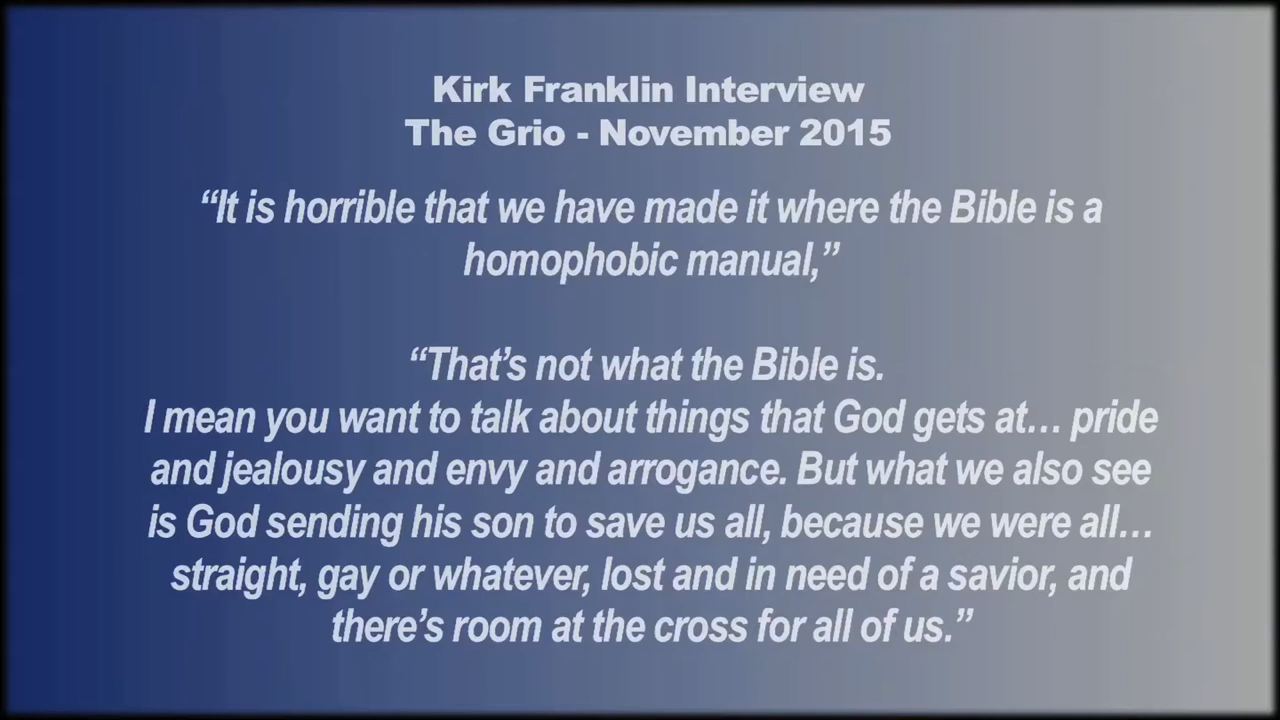 Kirk Franklin Interview
The Grio - November 2015
“It is horrible that we have made it where the Bible is a
homophobic manual,”
“That’s not what the Bible is.
I mean you want to talk about things that God gets at… pride
and jealousy and envy and arrogance. But what we also see
is God sending his son to save us all, because we were all…
straight, gay or whatever, lost and in need of a savior, and
there’s room at the cross for all of us.”